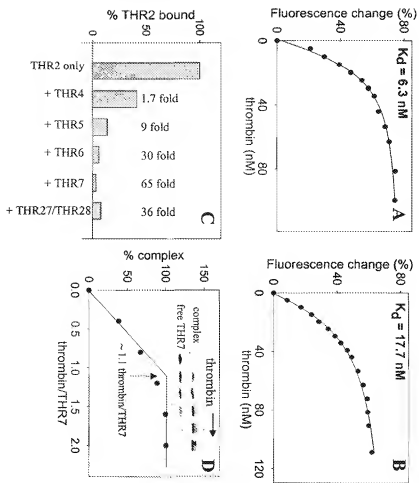 Fluorescence change (%)
0
40
80
Kd = 6.3 nM
A
0
40
80
thrombin (nM)
Fluorescence change (%)
0
40
80
Kd = 17.7 nM
B
0
40
80
120
thrombin (nM)
% THR2 bound
0
50
100
THR2 only
+ THR4
1.7 fold
+ THR5
9 fold
+ THR6
30 fold
+ THR7
65 fold
+ THR27/THR28
36 fold
C
% complex
0
50
100
150
thrombin
complex
free THR7
~ 1.1 thrombin/THR7
D
0.0
0.5
1.0
1.5
2.0
thrombin/THR7